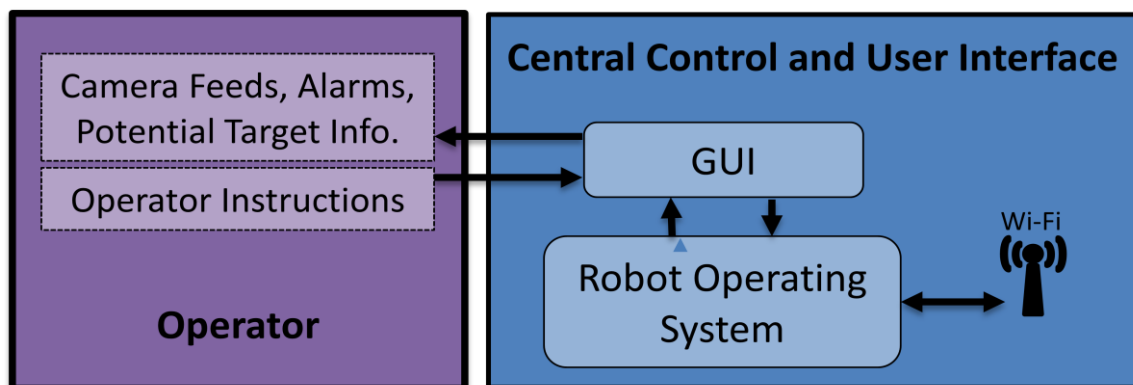 Camera Feeds, Alarms,
Potential Target Info.
Operator Instructions
Operator
Central Control and User Interface
GUI
Robot Operating
System
Wi-Fi